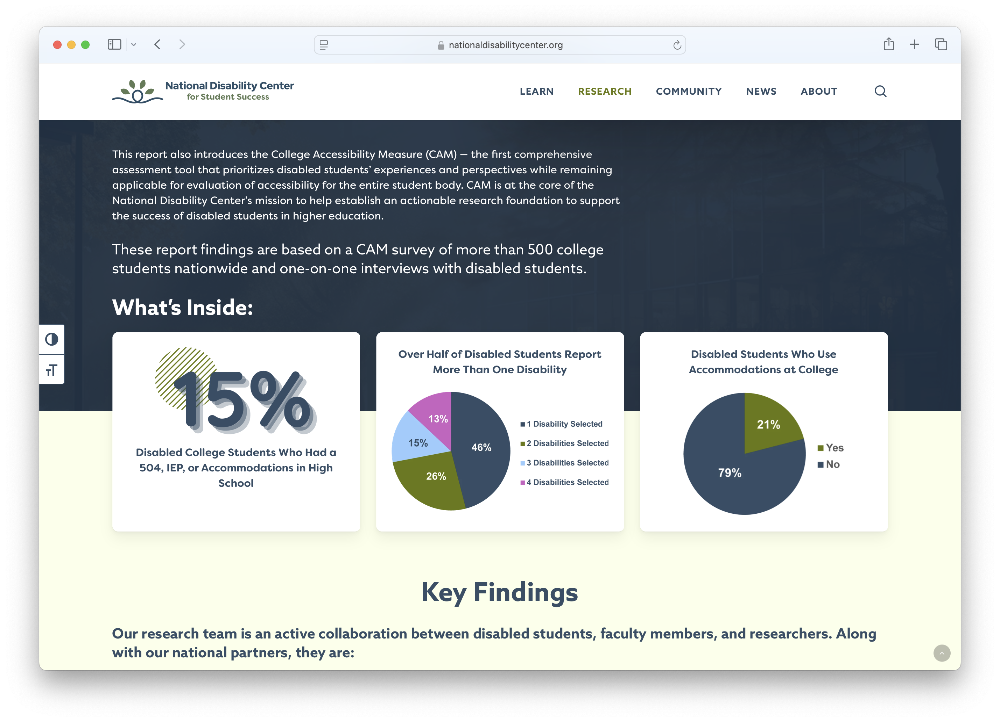 nationaldisabilitycenter.org
National Disability Center
for Student Success
LEARN
RESEARCH
COMMUNITY
NEWS
ABOUT
This report also introduces the College Accessibility Measure (CAM) — the first comprehensive
assessment tool that prioritizes disabled students’ experiences and perspectives while remaining
applicable for evaluation of accessibility for the entire student body. CAM is at the core of the
National Disability Center’s mission to help establish an actionable research foundation to support
the success of disabled students in higher education.
These report findings are based on a CAM survey of more than 500 college
students nationwide and one-on-one interviews with disabled students.
What’s Inside:
TT
15%
Disabled College Students Who Had a
504, IEP, or Accommodations in High
School
Over Half of Disabled Students Report
More Than One Disability
13%
15%
46%
26%
1 Disability Selected
2 Disabilities Selected
3 Disabilities Selected
4 Disabilities Selected
Disabled Students Who Use
Accommodations at College
21%
79%
Yes
No
Key Findings
Our research team is an active collaboration between disabled students, faculty members, and researchers. Along
with our national partners, they are: